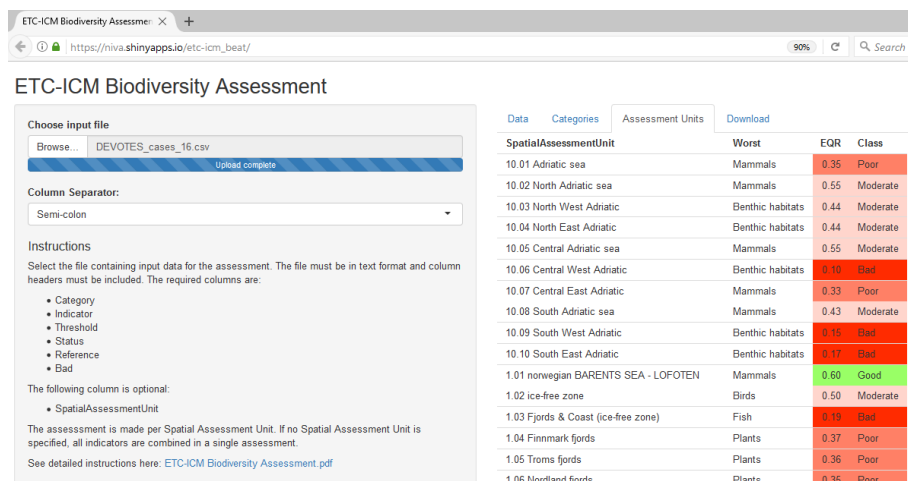 ETC-ICM Biodiversity Assessmen
https://niva.shinyapps.io/etc-icm_beat/
90%
Search
ETC-ICM Biodiversity Assessment
Choose input file
Browse... DEVOTES_cases_16.csv
Upload complete
Column Separator:
Semi-colon
Instructions
Select the file containing input data for the assessment. The file must be in text format and column
headers must be included. The required columns are:
• Category
• Indicator
• Threshold
• Status
• Reference
• Bad
The following column is optional:
• SpatialAssessmentUnit
The assesssment is made per Spatial Assessment Unit. If no Spatial Assessment Unit is
specified, all indicators are combined in a single assessment.
See detailed instructions here: ETC-ICM Biodiversity Assessment.pdf
Data Categories Assessment Units Download
SpatialAssessmentUnit Worst EQR Class
10.01 Adriatic sea Mammals 0.35 Poor
10.02 North Adriatic sea Mammals 0.55 Moderate
10.03 North West Adriatic Benthic habitats 0.44 Moderate
10.04 North East Adriatic Benthic habitats 0.44 Moderate
10.05 Central Adriatic sea Mammals 0.55 Moderate
10.06 Central West Adriatic Benthic habitats 0.10 Bad
10.07 Central East Adriatic Mammals 0.33 Poor
10.08 South Adriatic sea Mammals 0.43 Moderate
10.09 South West Adriatic Benthic habitats 0.15 Bad
10.10 South East Adriatic Benthic habitats 0.17 Bad
1.01 norwegian BARENTS SEA - LOFOTEN Mammals 0.60 Good
1.02 ice-free zone Birds 0.50 Moderate
1.03 Fjords & Coast (ice-free zone) Fish 0.19 Bad
1.04 Finnmark fjords Plants 0.37 Poor
1.05 Troms fjords Plants 0.36 Poor
1.06 Nordland fjords Plants 0.35 Poor